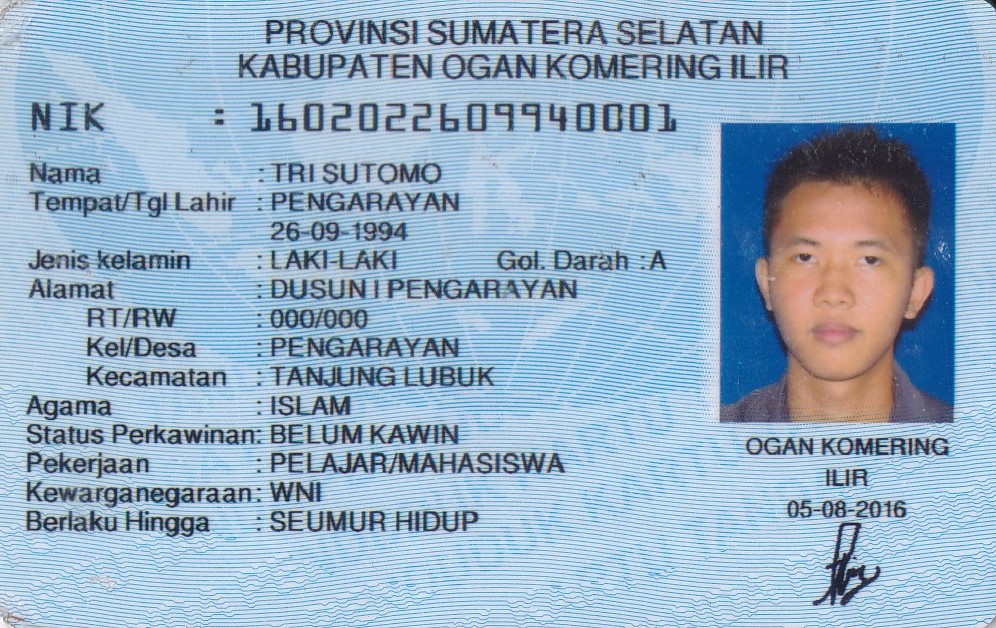 PROVINSI SUMATERA SELATAN
KABUPATEN OGAN KOMERING ILIR
NIK : 1602022609940001
Nama : TRI SUTOMO
Tempat/Tgl Lahir : PENGARAYAN
26-09-1994
Jenis kelamin : LAKI-LAKI Gol. Darah : A
Alamat : DUSUN I PENGARAYAN
RT/RW : 000/000
Kel/Desa : PENGARAYAN
Kecamatan : TANJUNG LUBUK
Agama : ISLAM
Status Perkawinan: BELUM KAWIN
Pekerjaan : PELAJAR/MAHASISWA
Kewarganegaraan: WNI
Berlaku Hingga : SEUMUR HIDUP
OGAN KOMERING
ILIR
05-08-2016